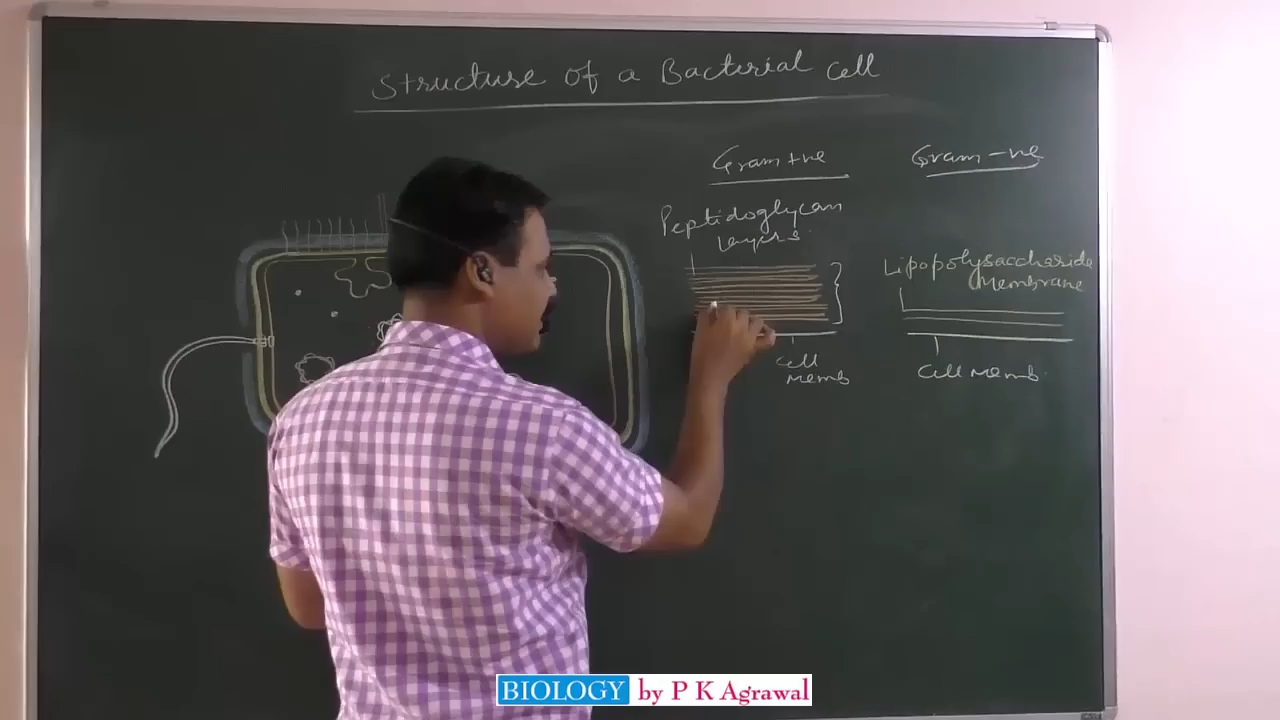 Structure of a Bacterial Cell
Gram +ve
Gram -ve
Peptidoglycan
layers
Lipopolysaccharide
Membrane
Cell
Memb
Cell Memb.
BIOLOGY by P K Agrawal